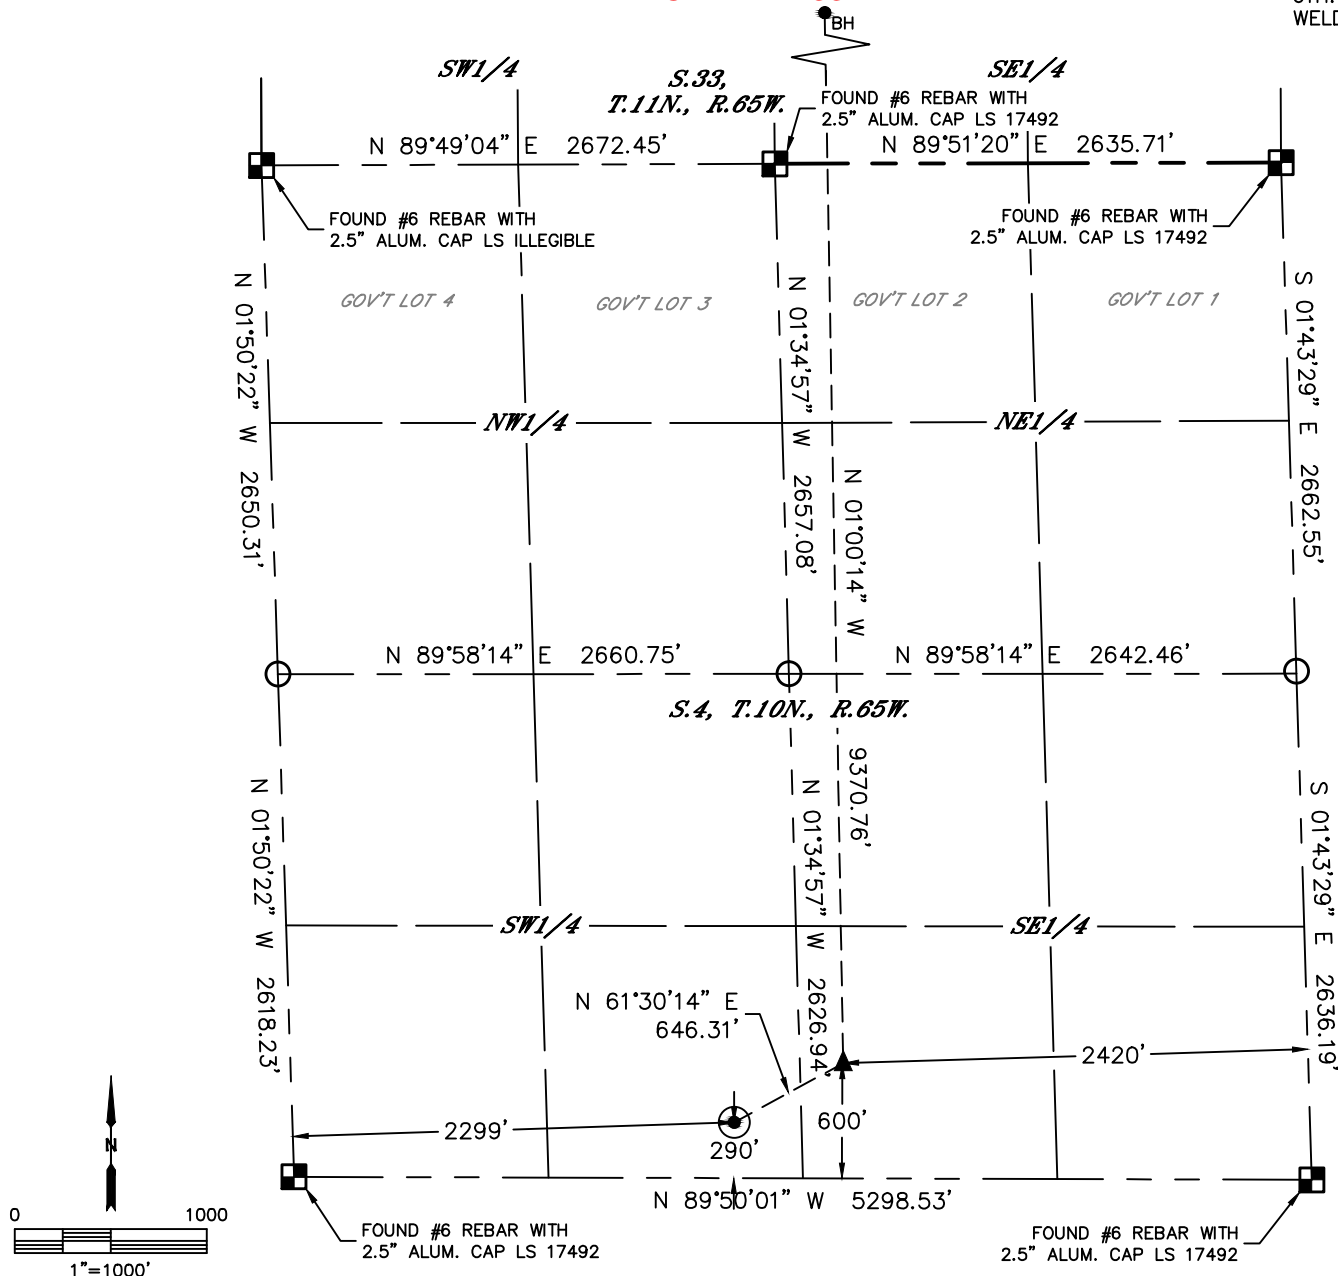 WELD
BH
SW1/4
S.33,
T.11N., R.65W.
SE1/4
FOUND #6 REBAR WITH
2.5" ALUM. CAP LS 17492
N 89°49'04" E 2672.45'
N 89°51'20" E 2635.71'
FOUND #6 REBAR WITH
2.5" ALUM. CAP LS ILLEGIBLE
FOUND #6 REBAR WITH
2.5" ALUM. CAP LS 17492
GOV'T LOT 4
GOV'T LOT 3
GOV'T LOT 2
GOV'T LOT 1
N 01°50'22" W 2650.31'
N 01°34'57" W 2657.08'
S 01°43'29" E 2662.55'
NW1/4
NE1/4
N 01°00'14" W 9370.76'
N 89°58'14" E 2660.75'
N 89°58'14" E 2642.46'
S.4, T.10N., R.65W.
N 01°50'22" W 2618.23'
N 01°34'57" W 2626.94'
S 01°43'29" E 2636.19'
SW1/4
SE1/4
N 61°30'14" E
646.31'
2420'
2299'
600'
290'
N 89°50'01" W 5298.53'
N
0 1000
1"=1000'
FOUND #6 REBAR WITH
2.5" ALUM. CAP LS 17492
FOUND #6 REBAR WITH
2.5" ALUM. CAP LS 17492